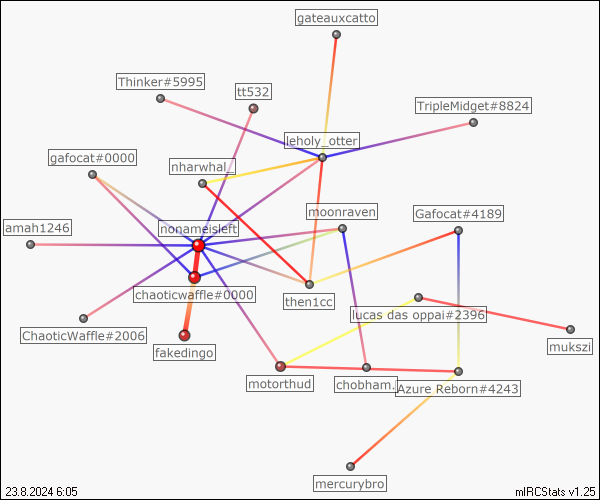 gateauxcatto
Thinker#5995
tt532
TripleMidget#8824
leholy_otter
gafocat#0000
nharwhal_
moonraven
Gafocat#4189
amah1246
nonameisleft
chaoticwaffle#0000
then1cc
lucas das oppai#2396
ChaoticWaffle#2006
fakedingo
mukszi
motorthud
chobham.
Azure Reborn#4243
mercurybro
23.8.2024 6:05
mIRCStats v1.25